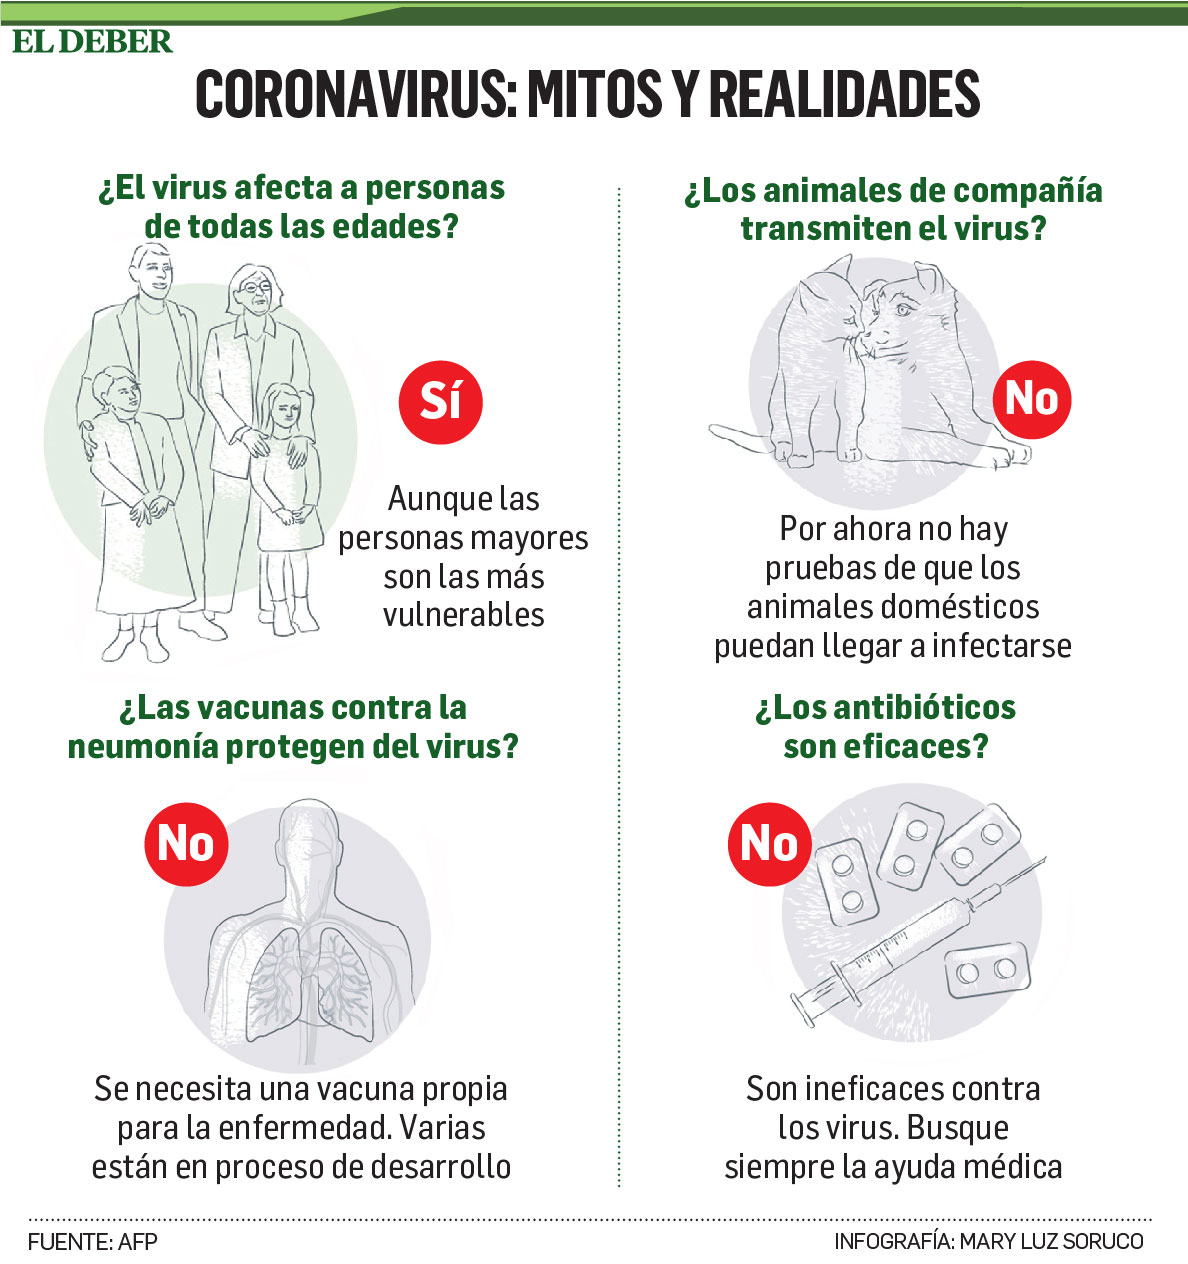 EL DEBER
CORONAVIRUS: MITOS Y REALIDADES
¿El virus afecta a personas
de todas las edades?
Sí
Aunque las
personas mayores
son las más
vulnerables
¿Los animales de compañía
transmiten el virus?
No
Por ahora no hay
pruebas de que los
animales domésticos
puedan llegar a infectarse
¿Las vacunas contra la
neumonía protegen del virus?
No
Se necesita una vacuna propia
para la enfermedad. Varias
están en proceso de desarrollo
¿Los antibióticos
son eficaces?
No
Son ineficaces contra
los virus. Busque
siempre la ayuda médica
FUENTE: AFP
INFOGRAFÍA: MARY LUZ SORUCO